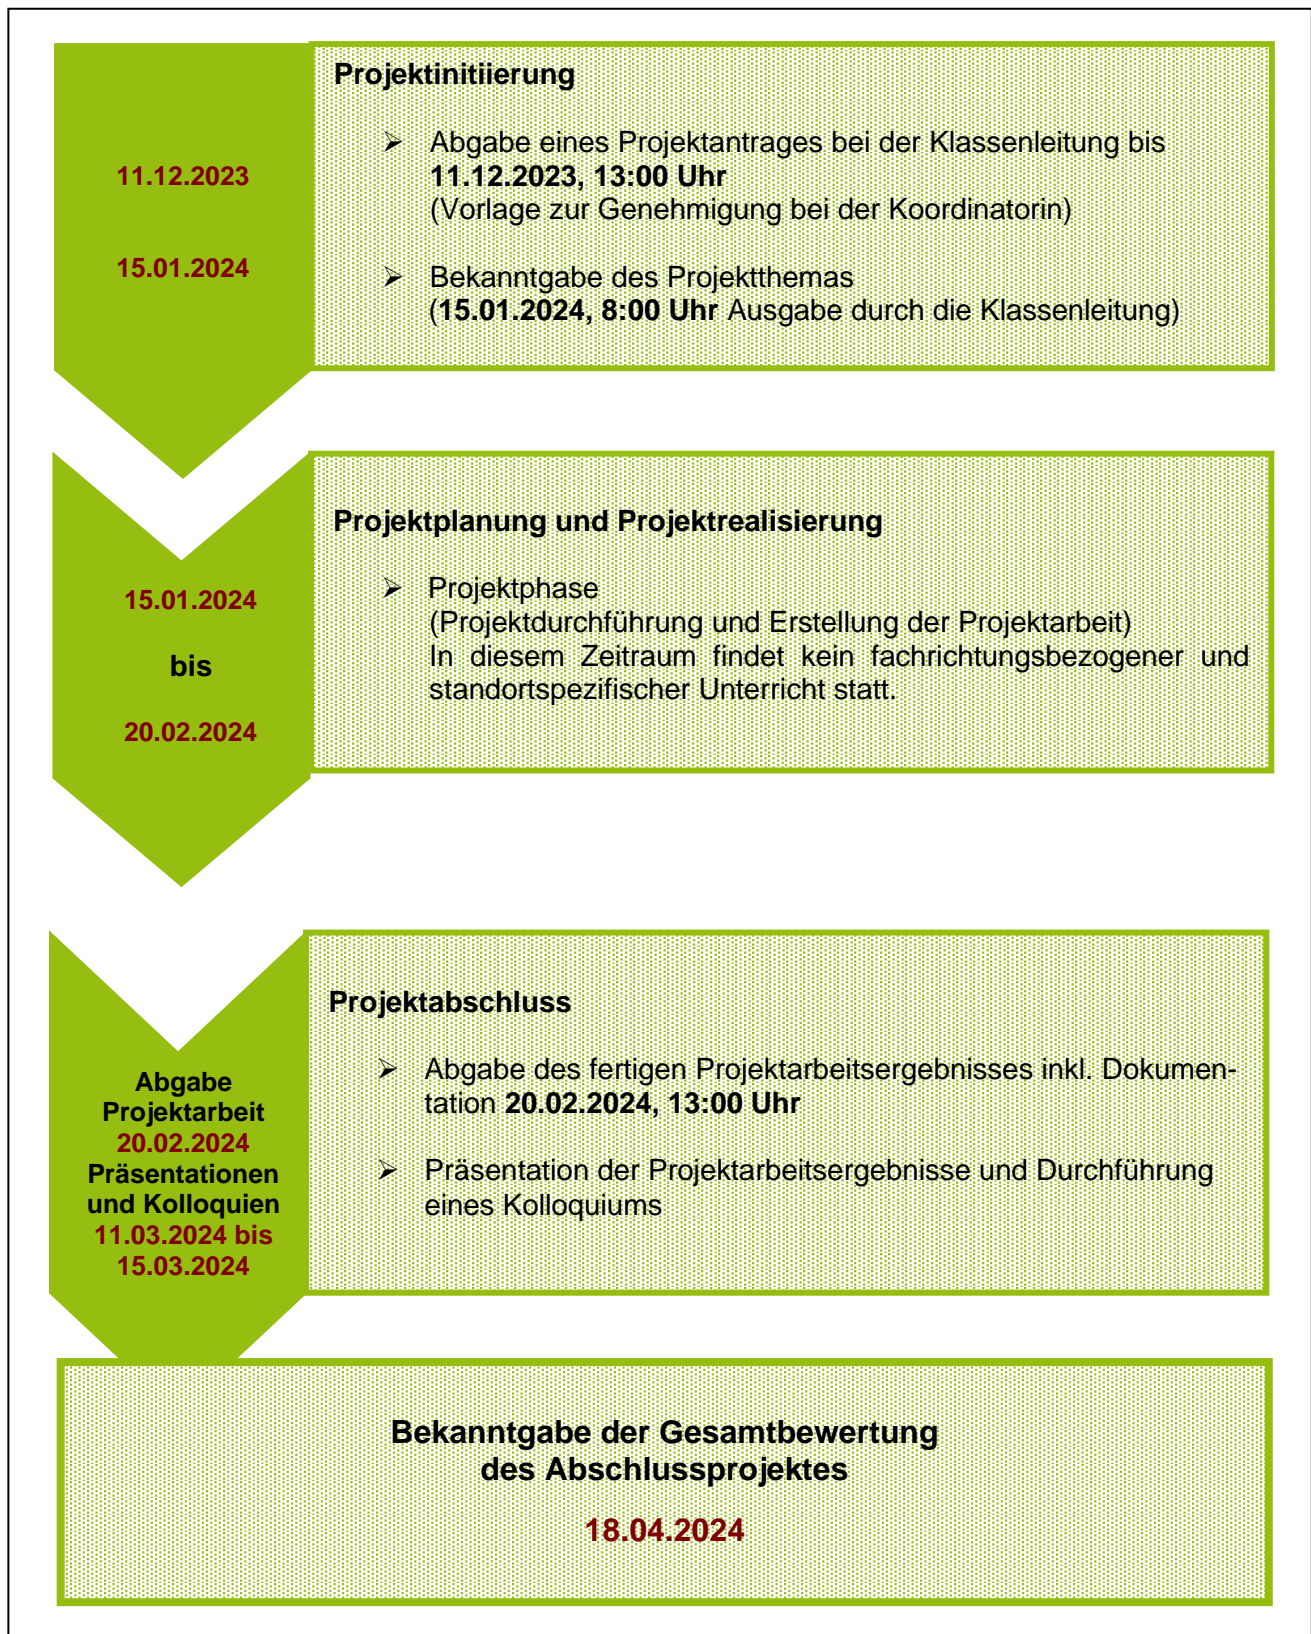 11.12.2023
15.01.2024
Projektinitiierung
➢ Abgabe eines Projektantrages bei der Klassenleitung bis
11.12.2023, 13:00 Uhr
(Vorlage zur Genehmigung bei der Koordinatorin)
➢ Bekanntgabe des Projektthemas
(15.01.2024, 8:00 Uhr Ausgabe durch die Klassenleitung)
15.01.2024
bis
20.02.2024
Projektplanung und Projektrealisierung
➢ Projektphase
(Projektdurchführung und Erstellung der Projektarbeit)
In diesem Zeitraum findet kein fachrichtungsbezogener und
standortspezifischer Unterricht statt.
Abgabe
Projektarbeit
20.02.2024
Präsentationen
und Kolloquien
11.03.2024 bis
15.03.2024
Projektabschluss
➢ Abgabe des fertigen Projektarbeitsergebnisses inkl. Dokumen-
tation 20.02.2024, 13:00 Uhr
➢ Präsentation der Projektarbeitsergebnisse und Durchführung
eines Kolloquiums
Bekanntgabe der Gesamtbewertung
des Abschlussprojektes
18.04.2024